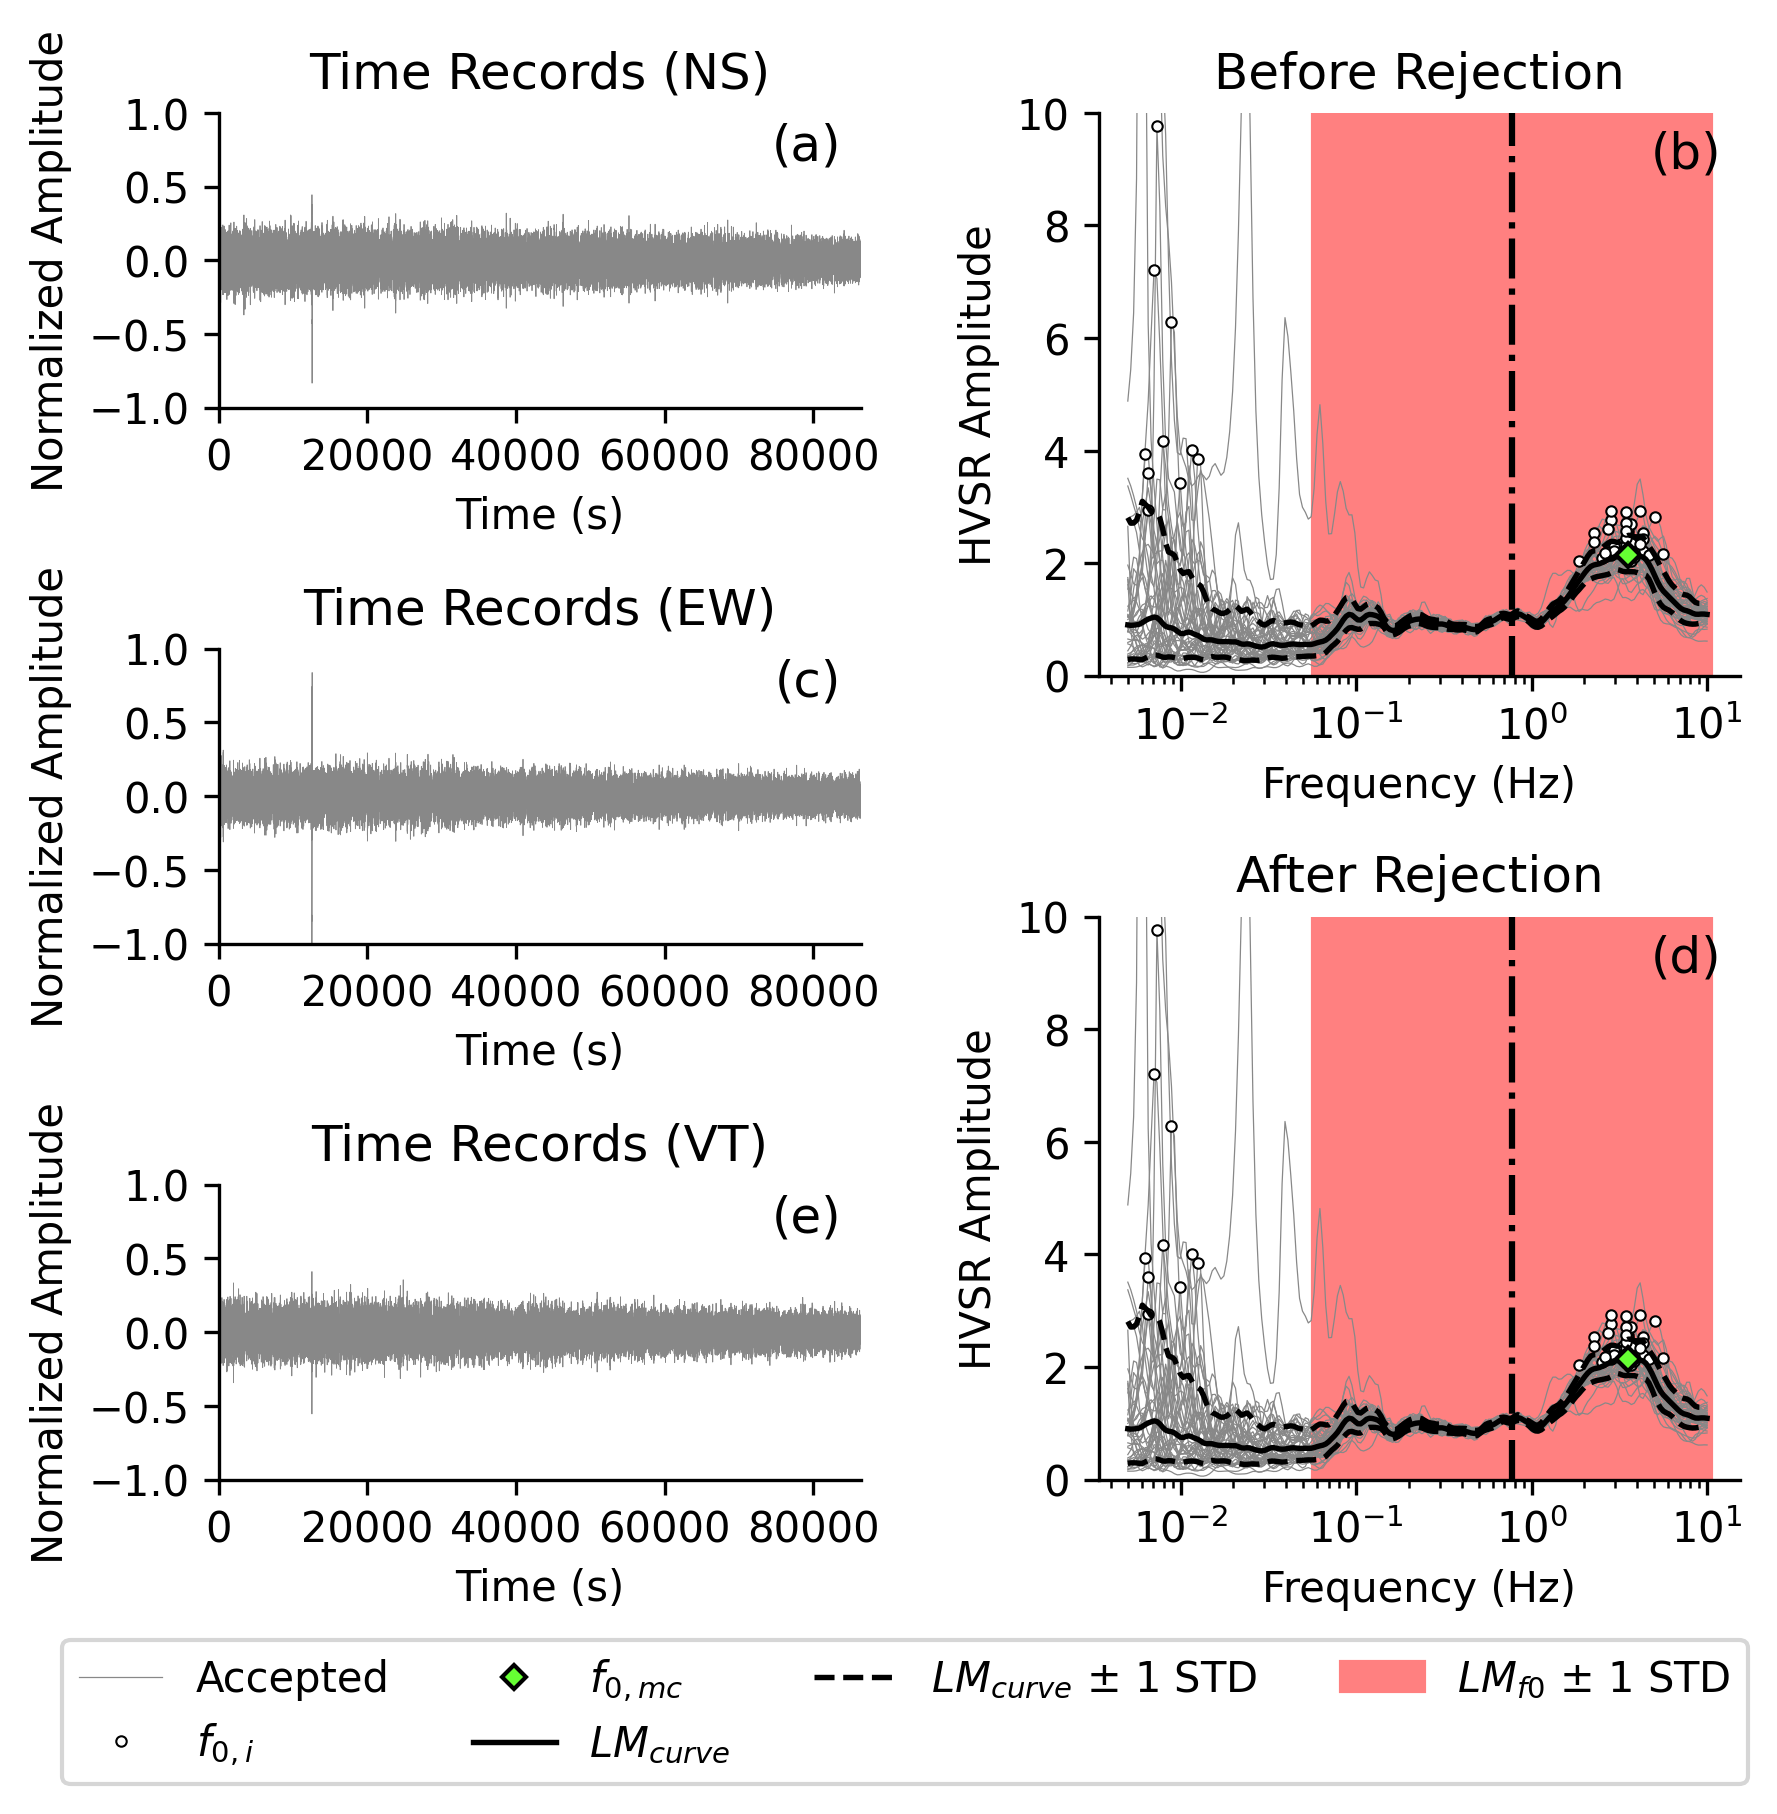 Time Records (NS)
Normalized Amplitude
1.0
0.5
0.0
−0.5
−1.0
(a)
0 20000 40000 60000 80000
Time (s)
Before Rejection
HVSR Amplitude
10
8
6
4
2
0
(b)
10⁻² 10⁻¹ 10⁰ 10¹
Frequency (Hz)
Time Records (EW)
Normalized Amplitude
1.0
0.5
0.0
−0.5
−1.0
(c)
0 20000 40000 60000 80000
Time (s)
After Rejection
HVSR Amplitude
10
8
6
4
2
0
(d)
10⁻² 10⁻¹ 10⁰ 10¹
Frequency (Hz)
Time Records (VT)
Normalized Amplitude
1.0
0.5
0.0
−0.5
−1.0
(e)
0 20000 40000 60000 80000
Time (s)
Accepted f0,mc LMcurve ± 1 STD LMf0 ± 1 STD
f0,i LMcurve